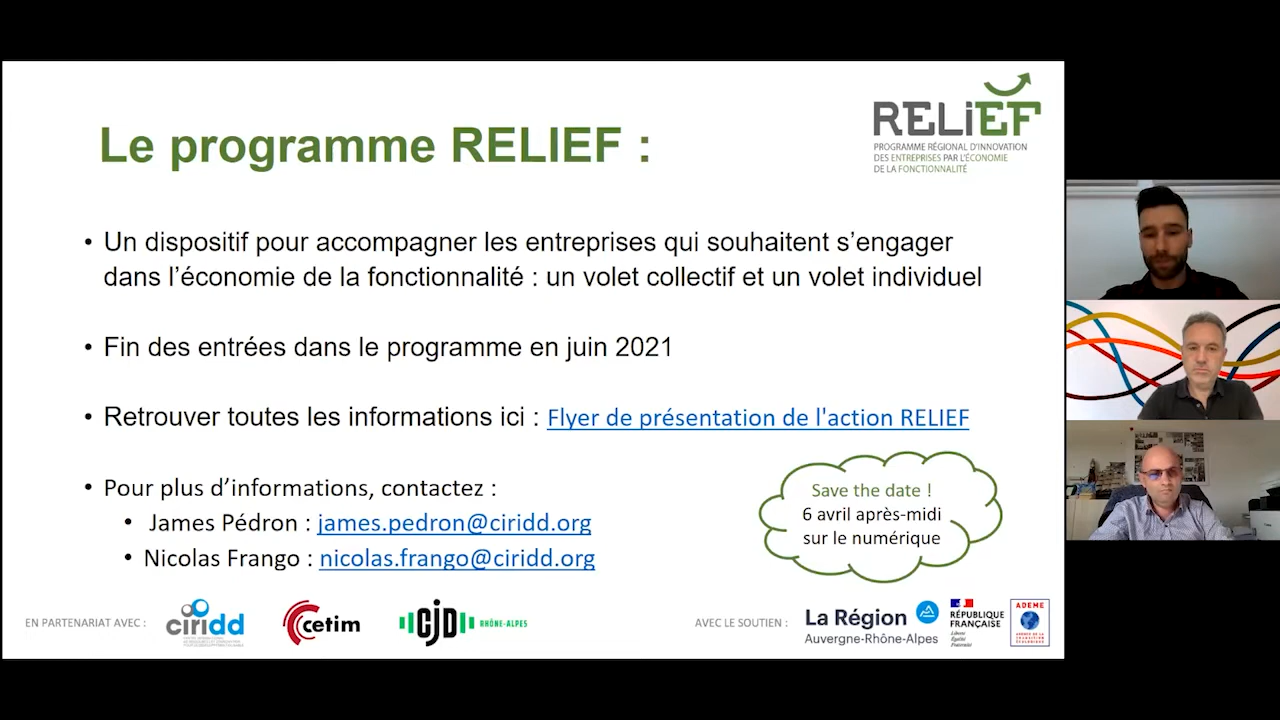 RELiEF
PROGRAMME RÉGIONAL D'INNOVATION
DES ENTREPRISES PAR L'ÉCONOMIE
DE LA FONCTIONNALITÉ
Le programme RELIEF :
• Un dispositif pour accompagner les entreprises qui souhaitent s’engager
dans l’économie de la fonctionnalité : un volet collectif et un volet individuel
• Fin des entrées dans le programme en juin 2021
• Retrouver toutes les informations ici : Flyer de présentation de l'action RELIEF
• Pour plus d’informations, contactez :
• James Pédron : james.pedron@ciridd.org
• Nicolas Frango : nicolas.frango@ciridd.org
Save the date !
6 avril après-midi
sur le numérique
EN PARTENARIAT AVEC :
ciridd
cetim
CJD
RHÔNE-ALPES
AVEC LE SOUTIEN :
La Région
Auvergne-Rhône-Alpes
RÉPUBLIQUE
FRANÇAISE
Liberté
Égalité
Fraternité
ADEME
AGENCE DE LA
TRANSITION
ÉCOLOGIQUE